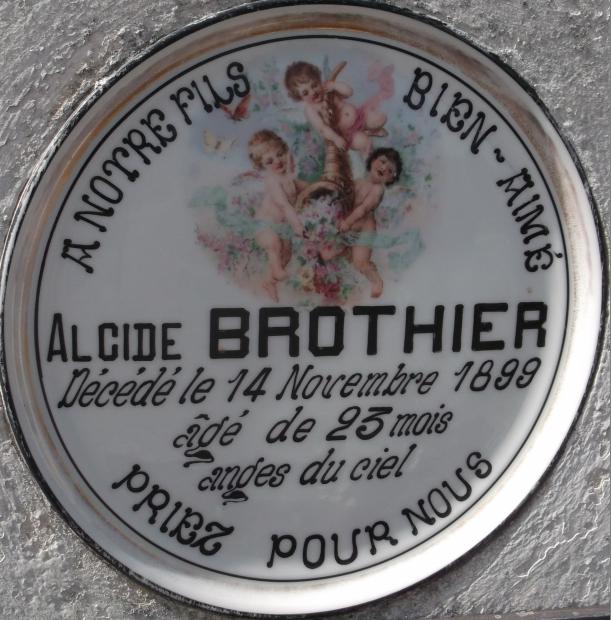 A NOTRE FILS BIEN-AIMÉ
ALCIDE BROTHIER
Décédé le 14 Novembre 1899
âgé de 23 mois
anges du ciel
PRIEZ POUR NOUS